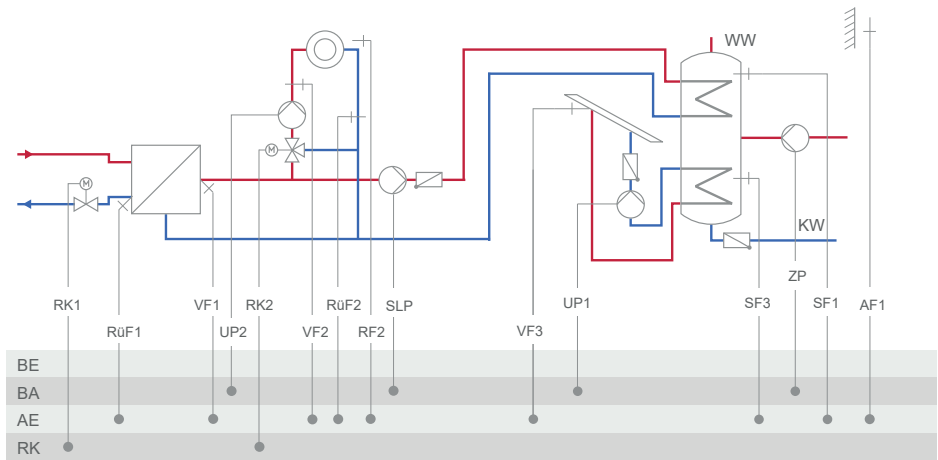 WW
M
M
KW
ZP
RK1
VF1
RK2
RüF2
SLP
UP1
SF3
SF1
AF1
RüF1
UP2
VF2
RF2
VF3
BE
BA
AE
RK